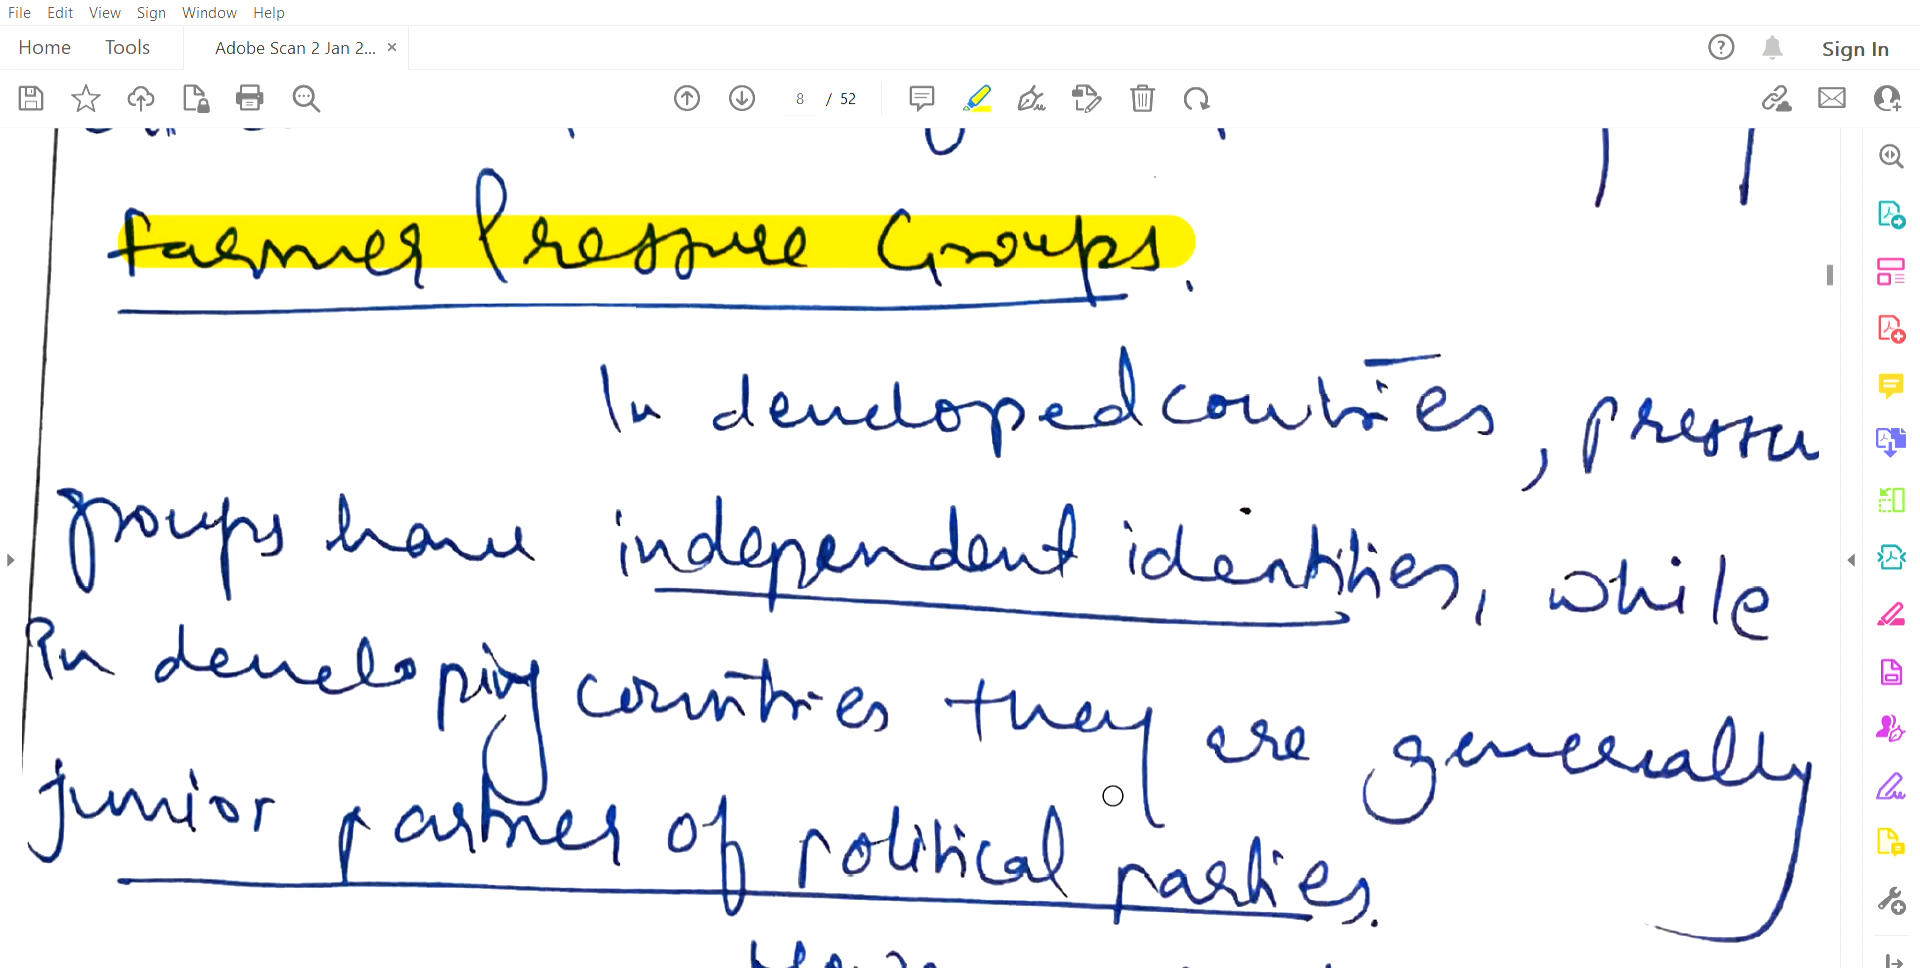 File Edit View Sign Window Help
Home Tools Adobe Scan 2 Jan 2... × Sign In
8 / 52
Farmer Pressure Groups.
In developed countries, pressu
groups have independent identities, while
in developing countries they are generally
junior partner of political parties.